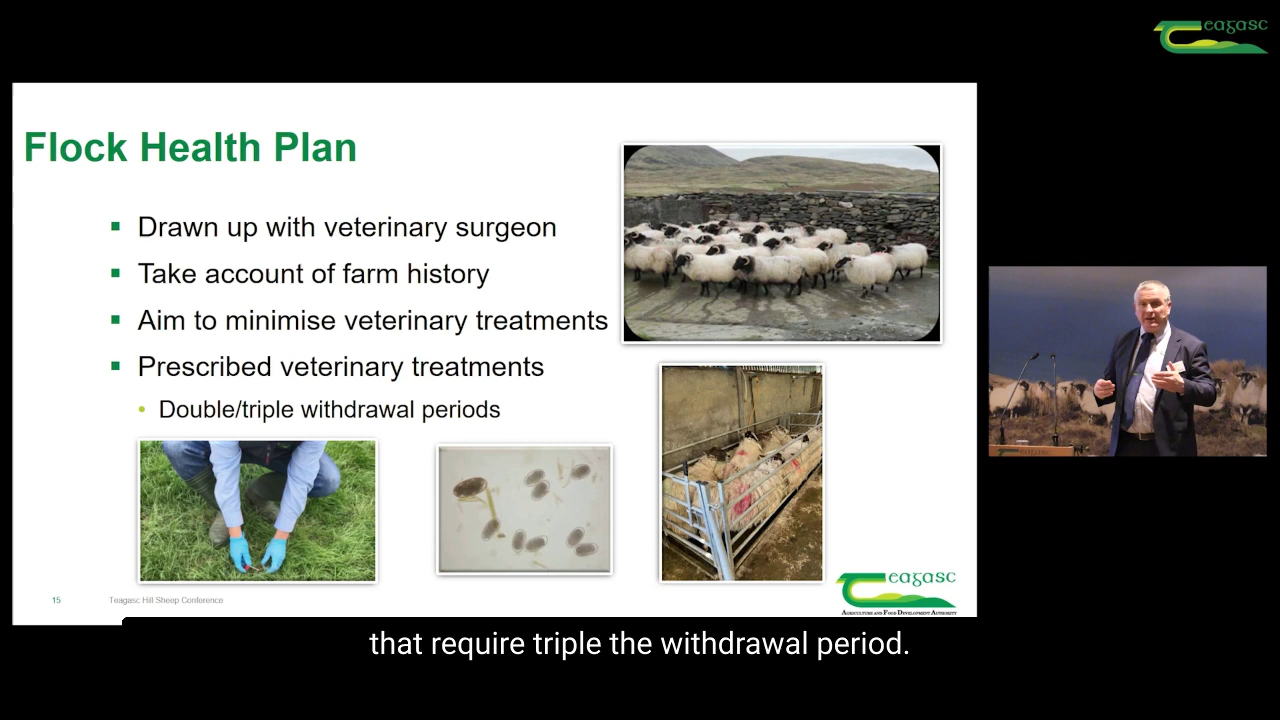 eagasc
Flock Health Plan
Drawn up with veterinary surgeon
Take account of farm history
Aim to minimise veterinary treatments
Prescribed veterinary treatments
Double/triple withdrawal periods
15
Teagasc Hill Sheep Conference
eagasc
AGRICULTURE AND FOOD DEVELOPMENT AUTHORITY
that require triple the withdrawal period.